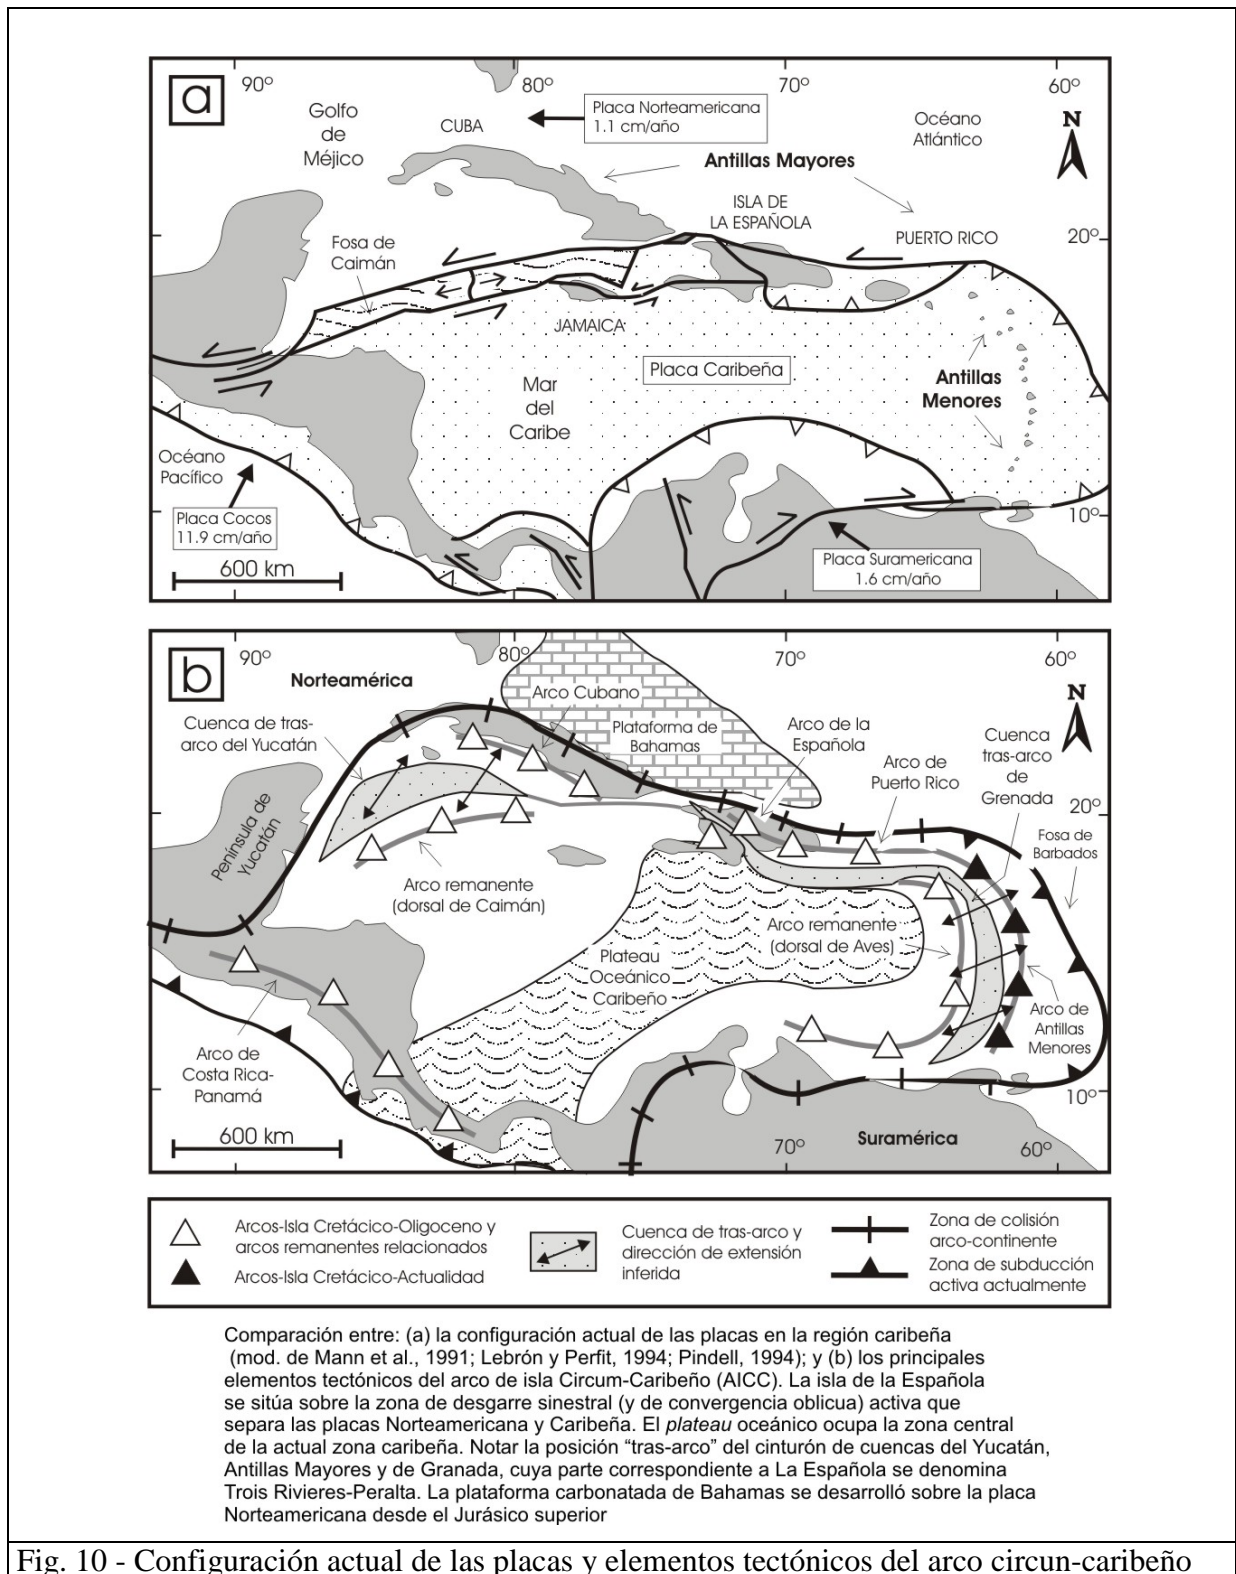 a
90º
80º
70º
60º
Golfo
de
Méjico
CUBA
Placa Norteamericana
1.1 cm/año
Océano
Atlántico
N
Antillas Mayores
ISLA DE
LA ESPAÑOLA
PUERTO RICO
20º
Fosa de
Caimán
JAMAICA
Placa Caribeña
Mar
del
Caribe
Antillas
Menores
Océano
Pacífico
Placa Cocos
11.9 cm/año
10º
Placa Suramericana
1.6 cm/año
600 km
b
90º
80º
70º
60º
Norteamérica
N
Cuenca de tras-
arco del Yucatán
Arco Cubano
Plataforma de
Bahamas
Arco de la
Española
Cuenca
tras-arco
de
Grenada
Arco de
Puerto Rico
20º
Fosa de
Barbados
Península de
Yucatán
Arco remanente
(dorsal de Caimán)
Arco remanente
(dorsal de Aves)
Plateau
Oceánico
Caribeño
Arco de
Antillas
Menores
Arco de
Costa Rica-
Panamá
10º
600 km
70º
Suramérica
60º
Arcos-Isla Cretácico-Oligoceno y
arcos remanentes relacionados
Arcos-Isla Cretácico-Actualidad
Cuenca de tras-arco y
dirección de extensión
inferida
Zona de colisión
arco-continente
Zona de subducción
activa actualmente
Comparación entre: (a) la configuración actual de las placas en la región caribeña
(mod. de Mann et al., 1991; Lebrón y Perfit, 1994; Pindell, 1994); y (b) los principales
elementos tectónicos del arco de isla Circum-Caribeño (AICC). La isla de la Española
se sitúa sobre la zona de desgarre sinestral (y de convergencia oblicua) activa que
separa las placas Norteamericana y Caribeña. El plateau oceánico ocupa la zona central
de la actual zona caribeña. Notar la posición “tras-arco” del cinturón de cuencas del Yucatán,
Antillas Mayores y de Granada, cuya parte correspondiente a La Española se denomina
Trois Rivieres-Peralta. La plataforma carbonatada de Bahamas se desarrolló sobre la placa
Norteamericana desde el Jurásico superior
Fig. 10 - Configuración actual de las placas y elementos tectónicos del arco circun-caribeño